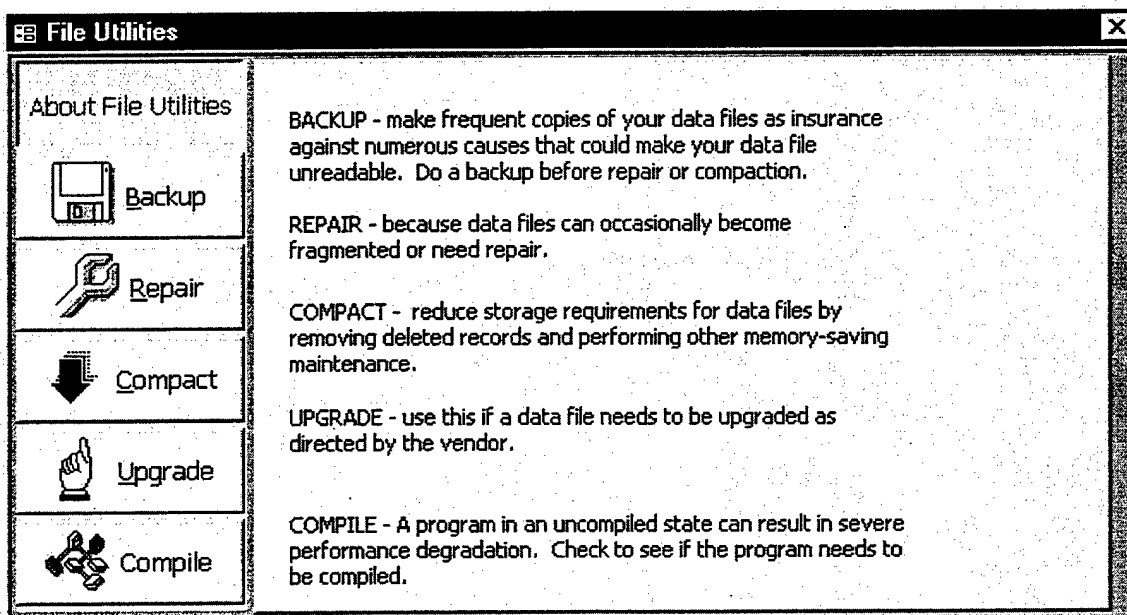 File Utilities
About File Utilities
Backup
Repair
Compact
Upgrade
Compile
BACKUP - make frequent copies of your data files as insurance
against numerous causes that could make your data file
unreadable. Do a backup before repair or compaction.
REPAIR - because data files can occasionally become
fragmented or need repair.
COMPACT - reduce storage requirements for data files by
removing deleted records and performing other memory-saving
maintenance.
UPGRADE - use this if a data file needs to be upgraded as
directed by the vendor.
COMPILE - A program in an uncompiled state can result in severe
performance degradation. Check to see if the program needs to
be compiled.